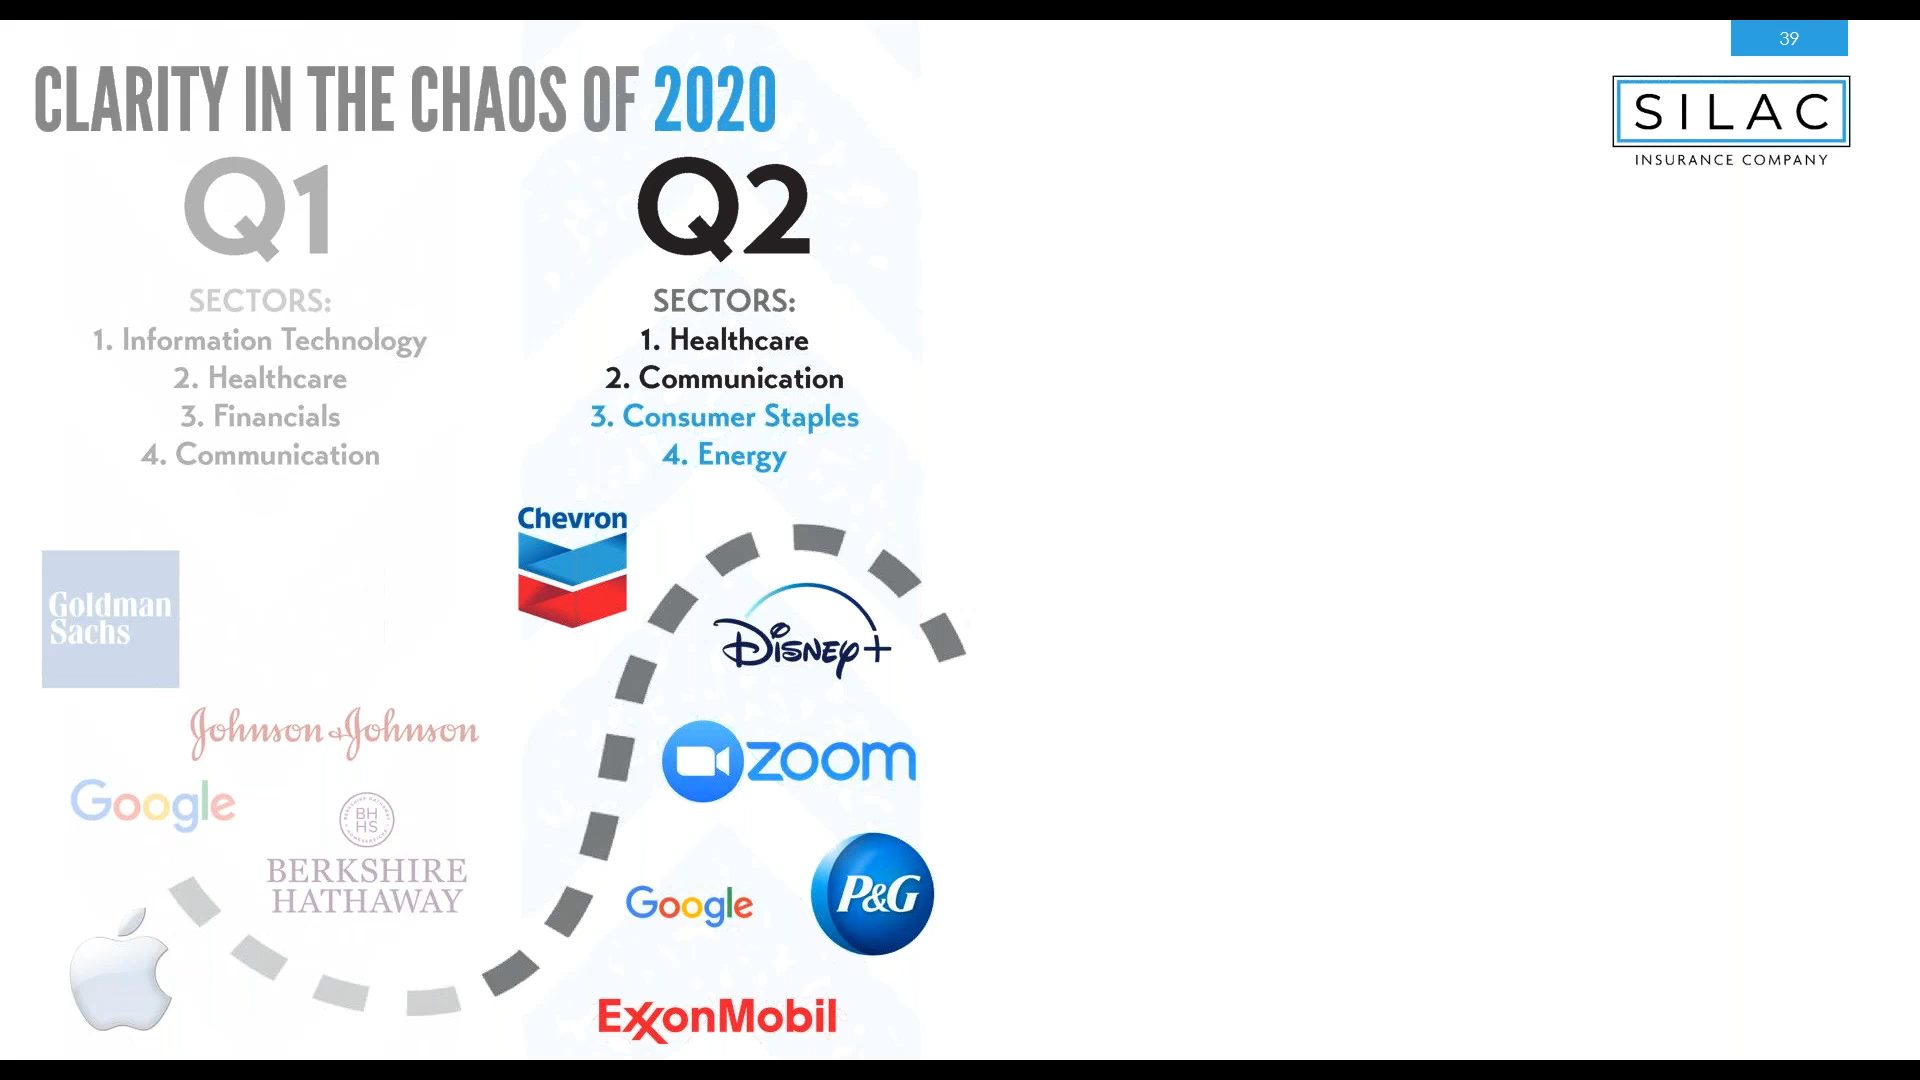 39
CLARITY IN THE CHAOS OF 2020
SILAC
INSURANCE COMPANY
Q1
SECTORS:
1. Information Technology
2. Healthcare
3. Financials
4. Communication
Goldman
Sachs
Johnson & Johnson
Google
BH
HS
BERKSHIRE
HATHAWAY
Q2
SECTORS:
1. Healthcare
2. Communication
3. Consumer Staples
4. Energy
Chevron
Disney+
zoom
Google
P&G
ExxonMobil